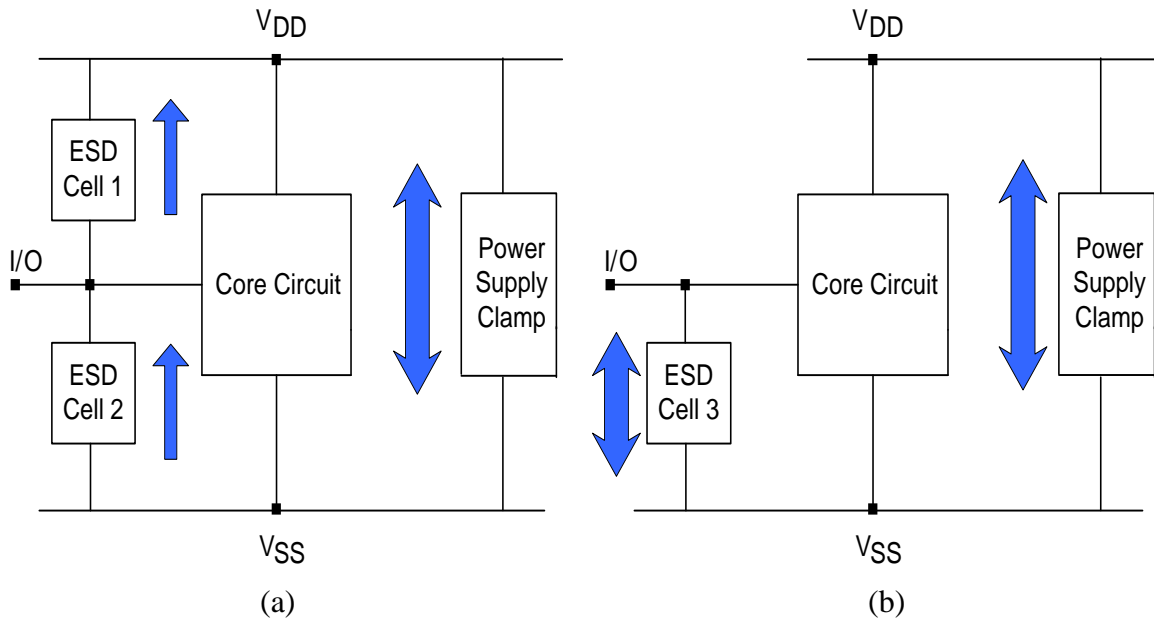 VDD
ESD
Cell 1
I/O
Core Circuit
Power
Supply
Clamp
ESD
Cell 2
VSS
(a)
VDD
I/O
Core Circuit
Power
Supply
Clamp
ESD
Cell 3
VSS
(b)